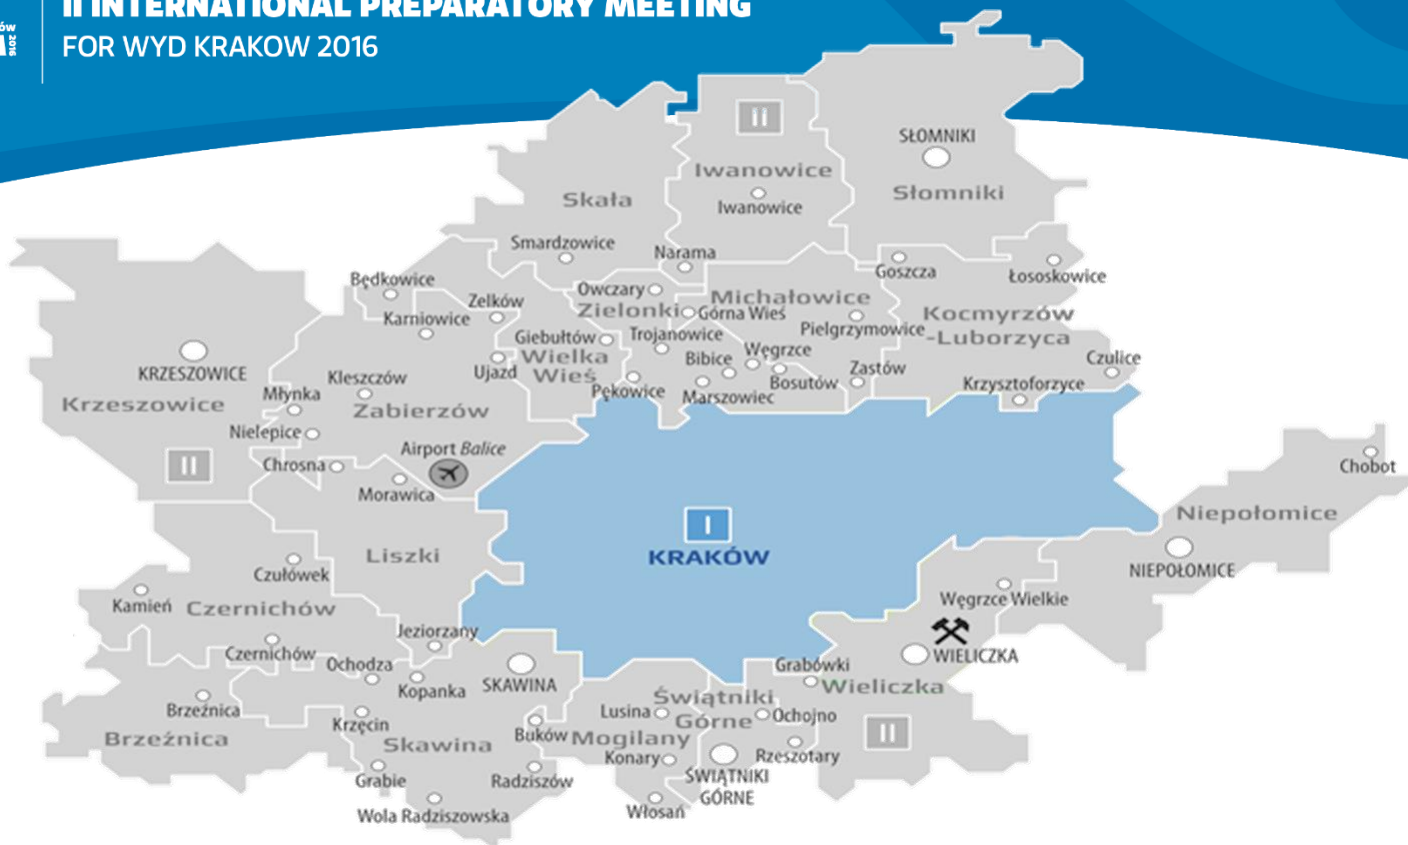 II INTERNATIONAL PREPARATORY MEETING
FOR WYD KRAKOW 2016
2016
II
SŁOMNIKI
Iwanowice
Słomniki
Skała
Iwanowice
Smardzowice
Narama
Goszcza
Łososkowice
Będkowice
Owczary
Michałowice
Zelków
Zielonki
Górna Wieś
Kocmyrzów
-Luborzyca
Karniowice
Pielgrzymowice
Giebułtów
Trojanowice
Węgrzce
Wielka
Wieś
Bibice
Czulice
KRZESZOWICE
Ujazd
Zastów
Kleszczów
Bosutów
Krzysztoforzyce
Młynka
Pękowice
Marszowiec
Krzeszowice
Zabierzów
Nielepice
Airport Balice
II
Chrosna
Chobot
Morawica
Niepołomice
I
KRAKÓW
Liszki
NIEPOŁOMICE
Czułówek
Kamień
Czernichów
Węgrzce Wielkie
Jeziorzany
Czernichów
WIELICZKA
Ochodza
Grabówki
Kopanka
SKAWINA
Wieliczka
Świątniki
Górne
Brzeźnica
Lusina
Ochojno
Krzęcin
Buków
Mogilany
II
Brzeźnica
Skawina
Konary
Rzeszotary
Grabie
Radziszów
ŚWIĄTNIKI
GÓRNE
Wola Radziszowska
Włosań